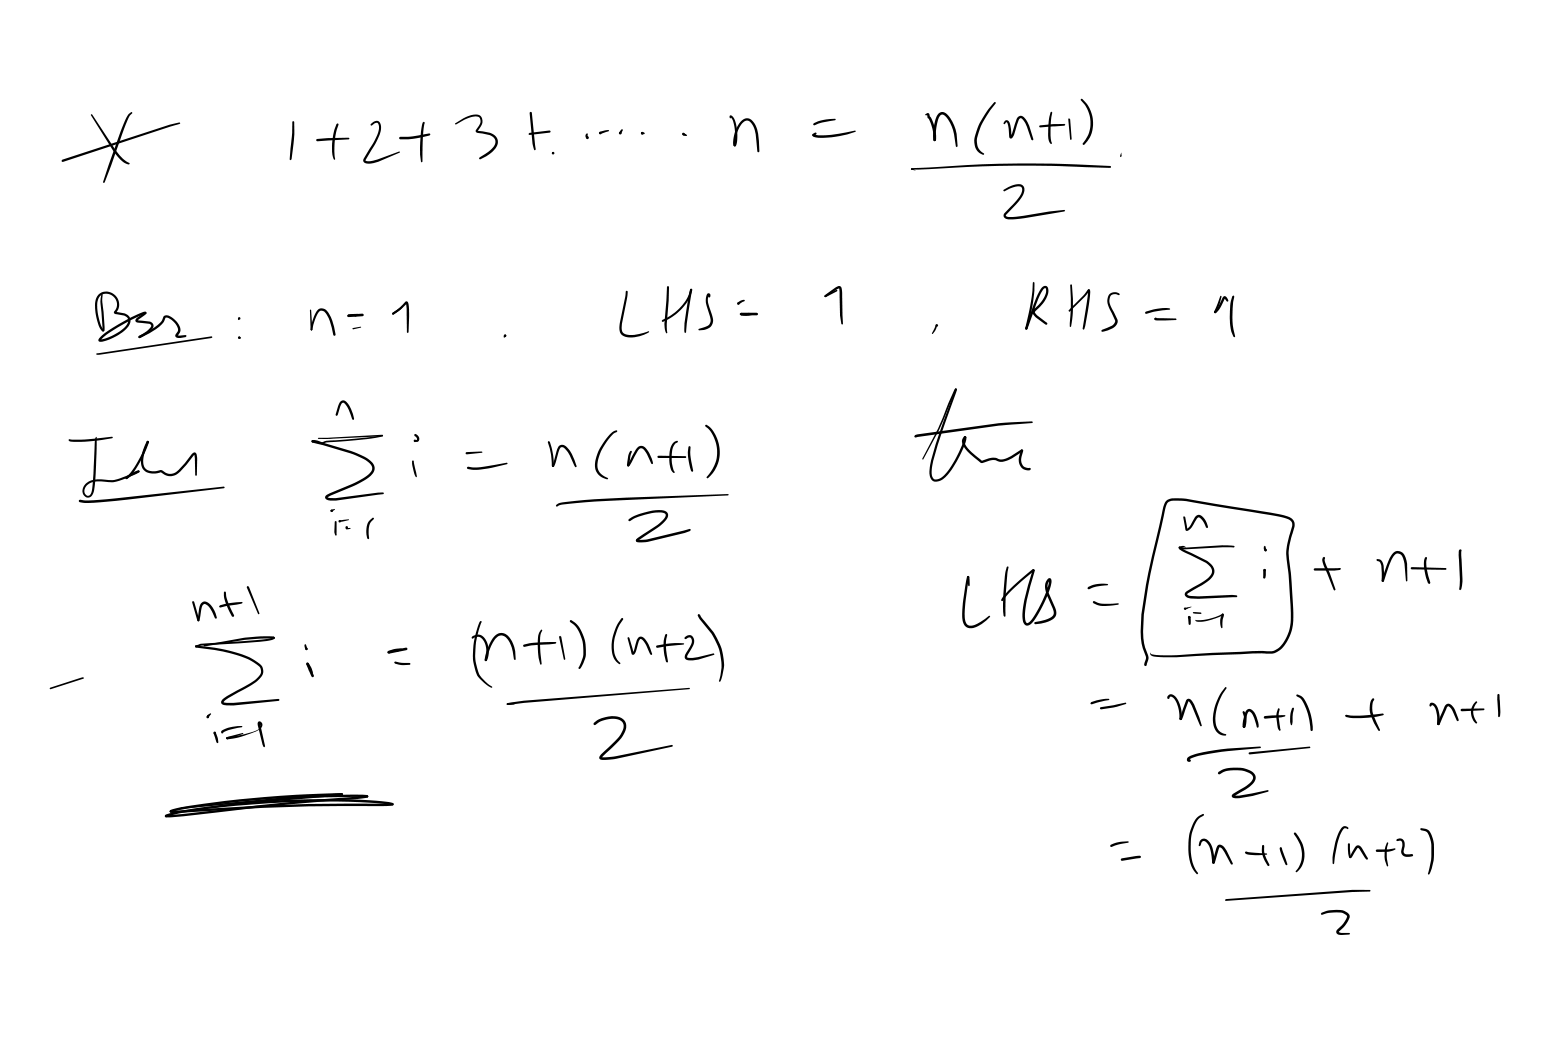 * 1+2+3+...... n = n(n+1)/2
: n=1 . LHS = 1 , RHS = 1
∑_{i=1}^{n} i = n(n+1)/2 true
- ∑_{i=1}^{n+1} i = (n+1)(n+2)/2
LHS = ∑_{i=1}^{n} i + n+1
= n(n+1)/2 + n+1
= (n+1)(n+2)/2